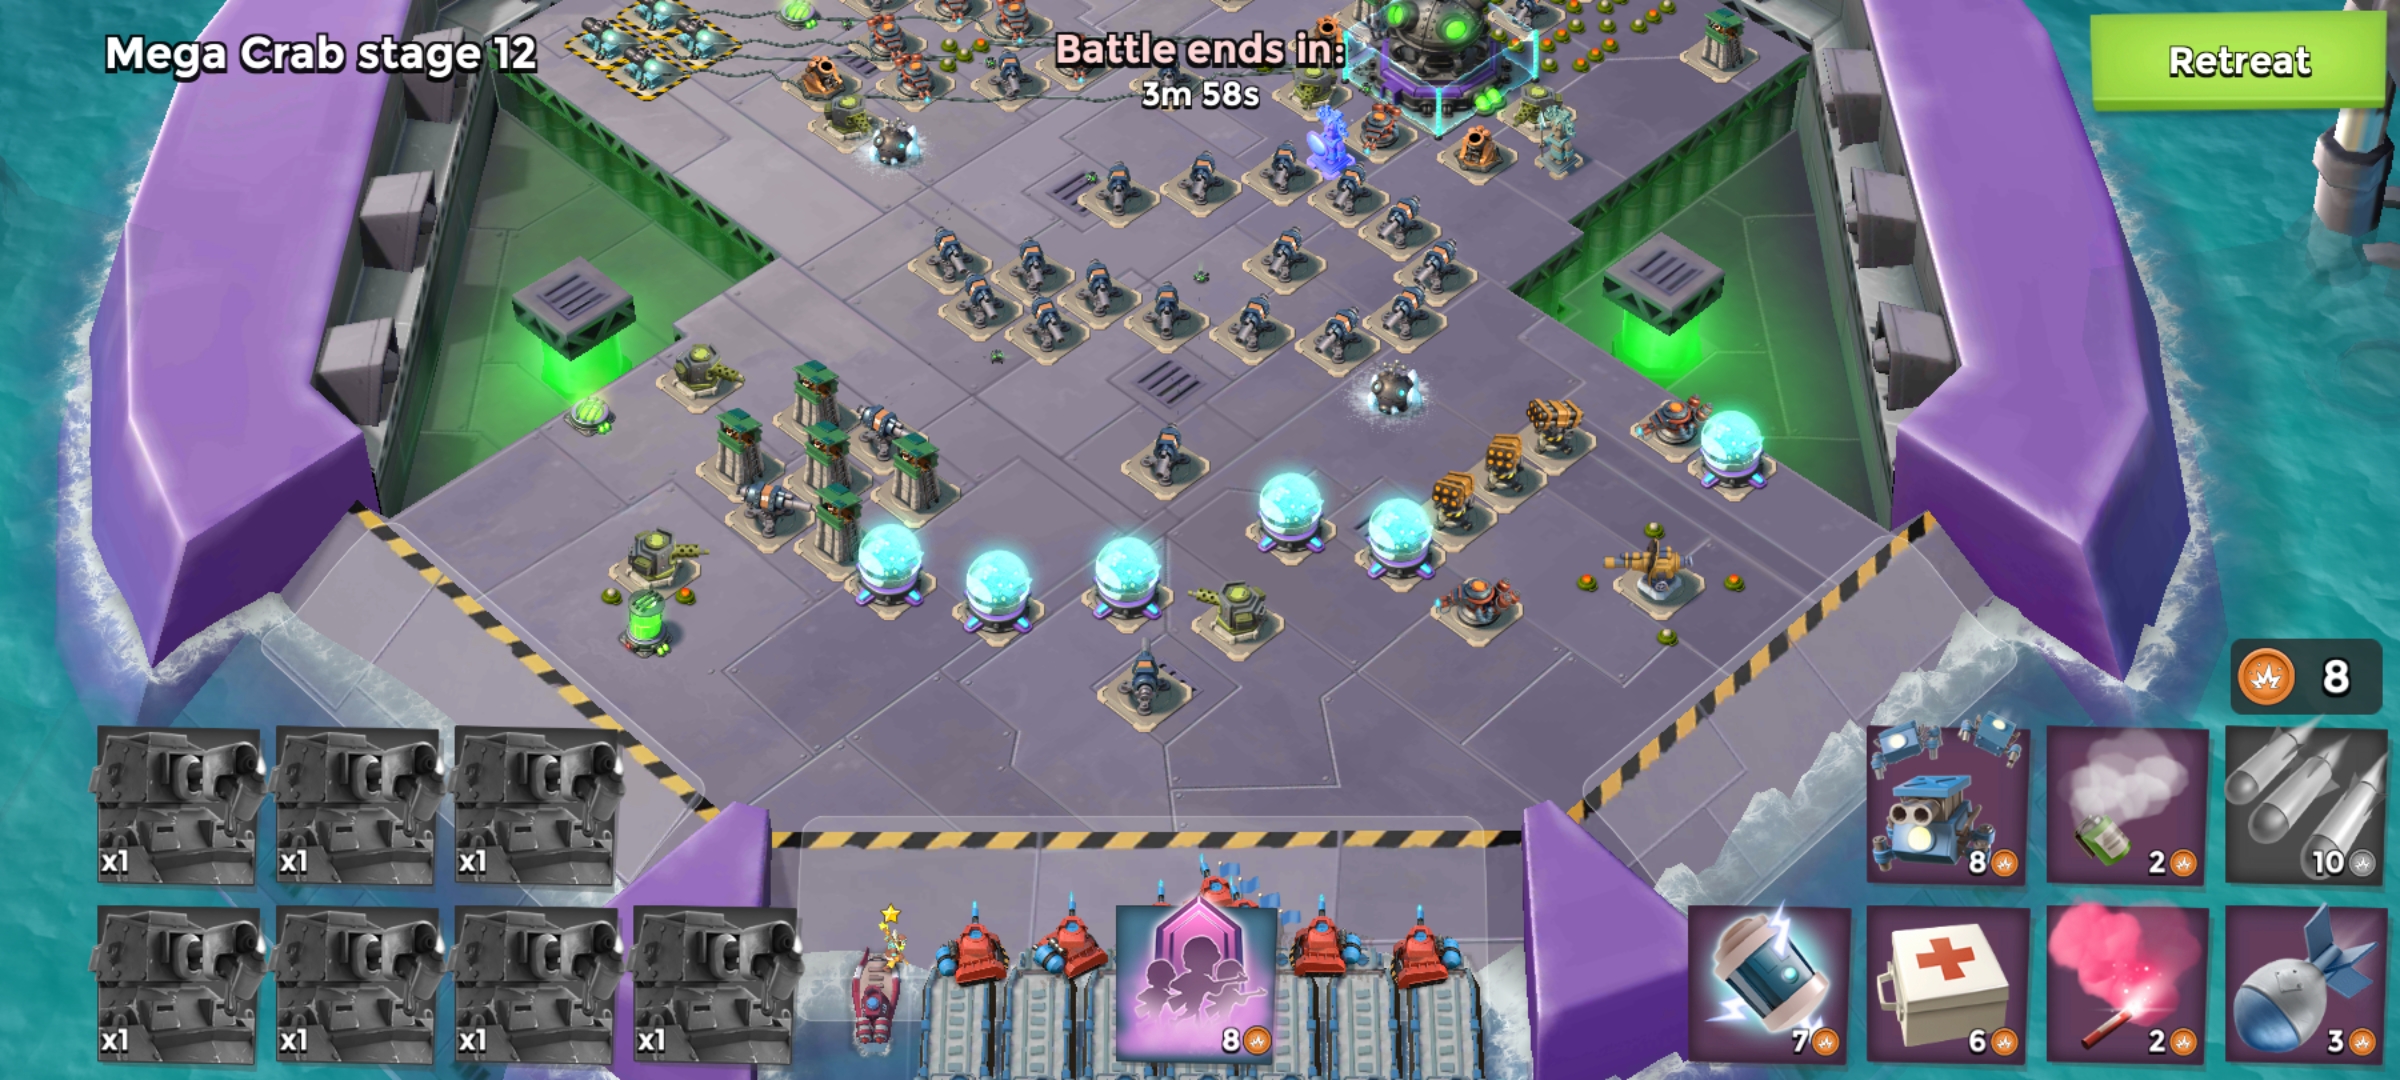 Mega Crab stage 12
Battle ends in:
3m 58s
Retreat
8
8
2
10
x1
x1
x1
x1
x1
x1
x1
8
7
6
2
3